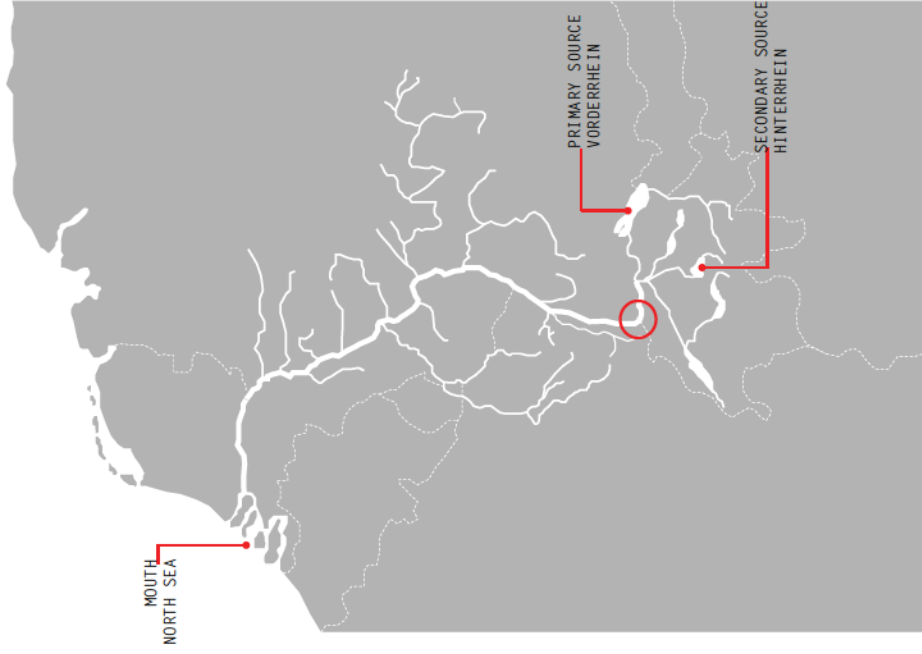 PRIMARY SOURCE
VORDERRHEIN
SECONDARY SOURCE
HINTERRHEIN
MOUTH
NORTH SEA